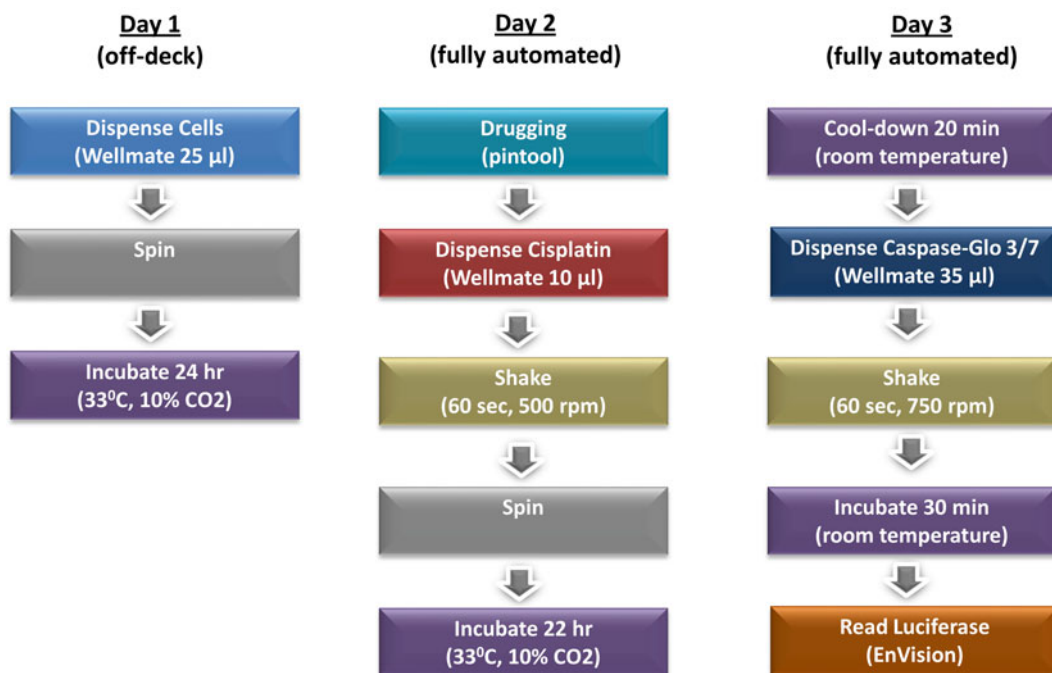 Day 1
(off-deck)
Dispense Cells
(Wellmate 25 µl)
Spin
Incubate 24 hr
(33⁰C, 10% CO2)
Day 2
(fully automated)
Drugging
(pintool)
Dispense Cisplatin
(Wellmate 10 µl)
Shake
(60 sec, 500 rpm)
Spin
Incubate 22 hr
(33⁰C, 10% CO2)
Day 3
(fully automated)
Cool-down 20 min
(room temperature)
Dispense Caspase-Glo 3/7
(Wellmate 35 µl)
Shake
(60 sec, 750 rpm)
Incubate 30 min
(room temperature)
Read Luciferase
(EnVision)